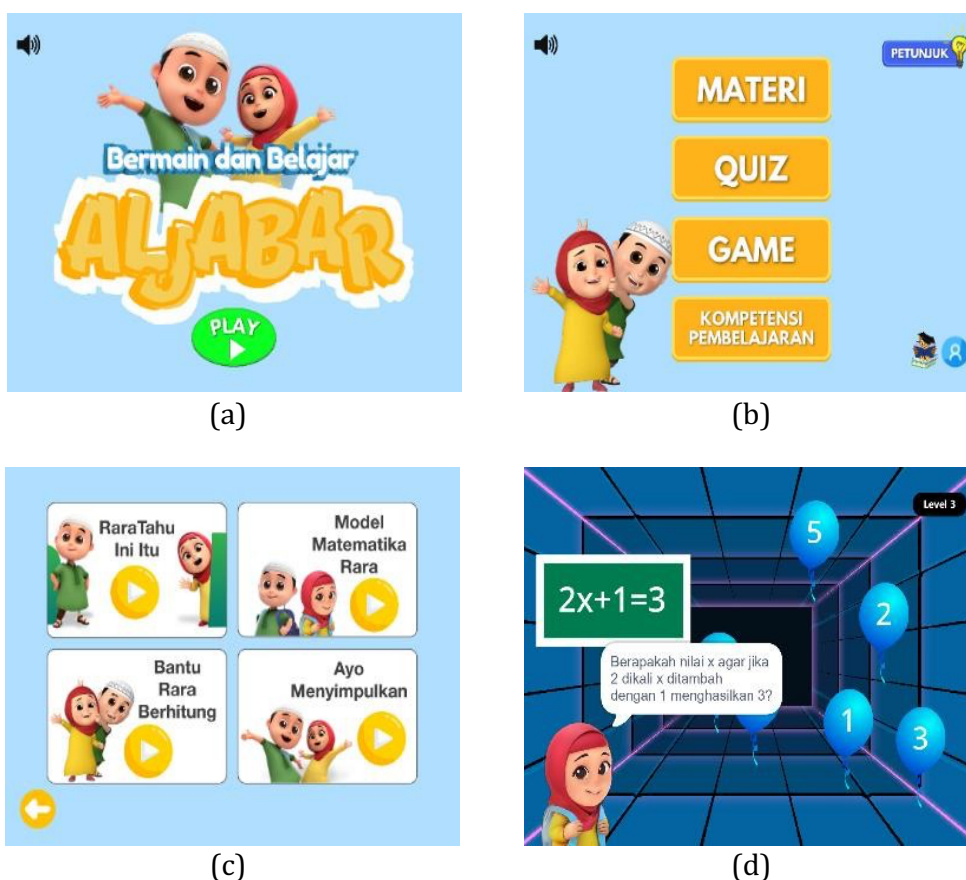 Bermain dan Belajar
ALJABAR
PLAY
(a)
PETUNJUK
MATERI
QUIZ
GAME
KOMPETENSI
PEMBELAJARAN
(b)
RaraTahu
Ini Itu
Model
Matematika
Rara
Bantu
Rara
Berhitung
Ayo
Menyimpulkan
(c)
Level 3
5
2x+1=3
2
Berapakah nilai x agar jika
2 dikali x ditambah
dengan 1 menghasilkan 3?
1
3
(d)